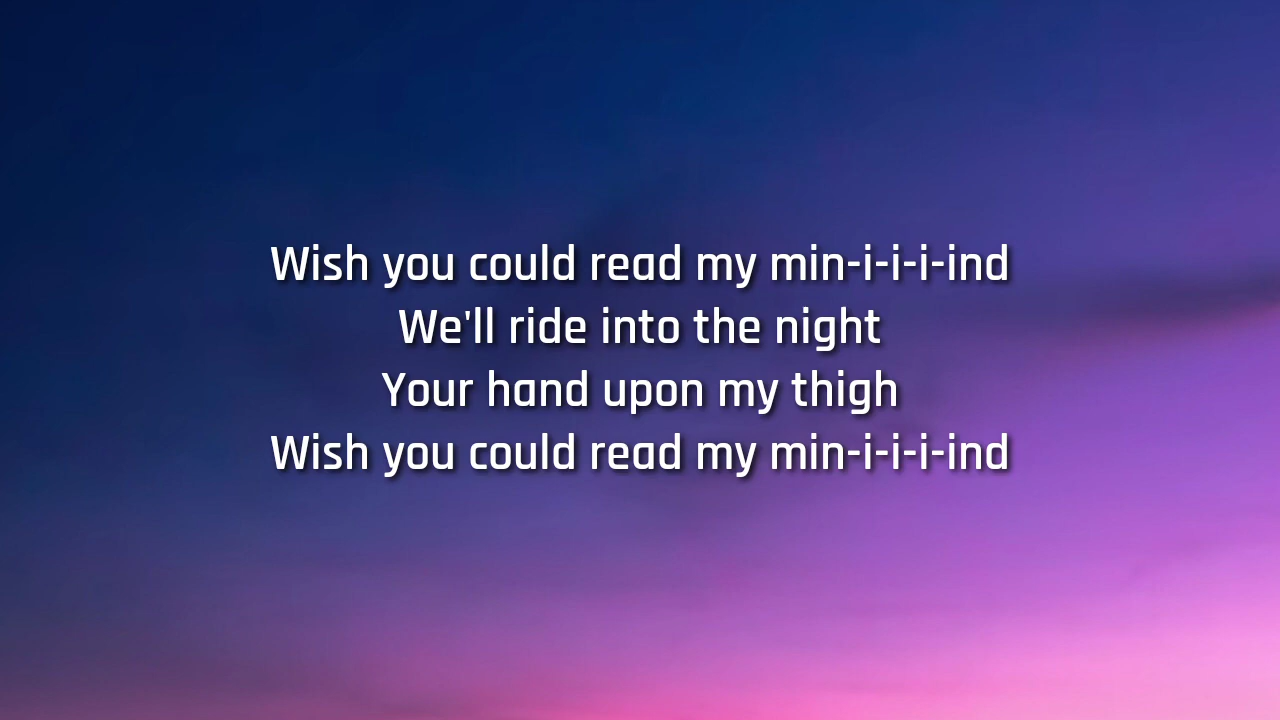 Wish you could read my min-i-i-i-ind
We'll ride into the night
Your hand upon my thigh
Wish you could read my min-i-i-i-ind